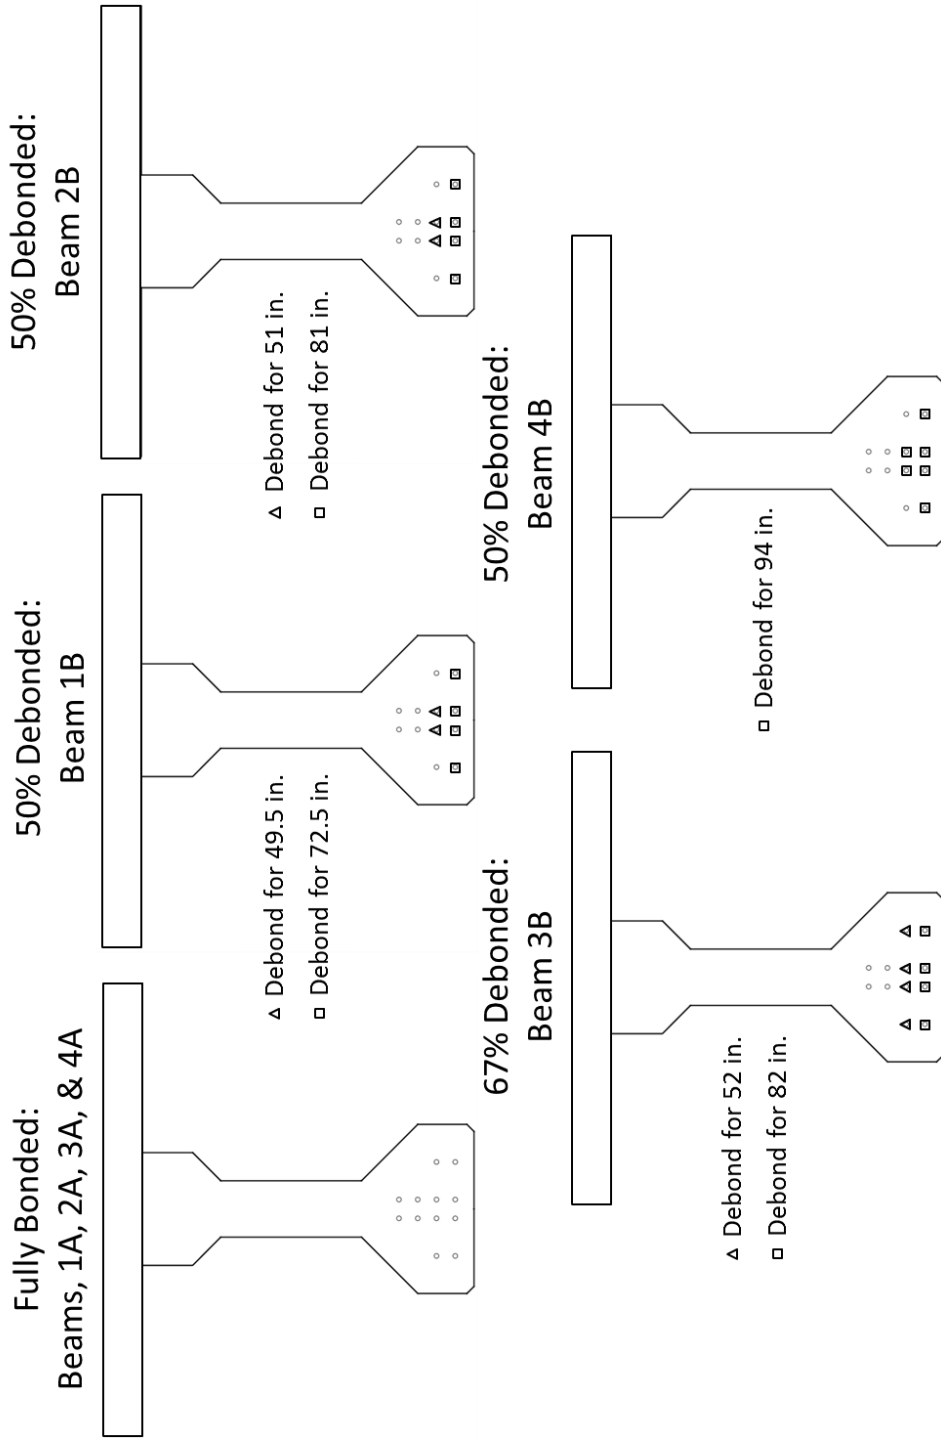 Fully Bonded:
Beams, 1A, 2A, 3A, & 4A
50% Debonded:
Beam 1B
Debond for 49.5 in.
Debond for 72.5 in.
50% Debonded:
Beam 2B
Debond for 51 in.
Debond for 81 in.
67% Debonded:
Beam 3B
Debond for 52 in.
Debond for 82 in.
50% Debonded:
Beam 4B
Debond for 94 in.